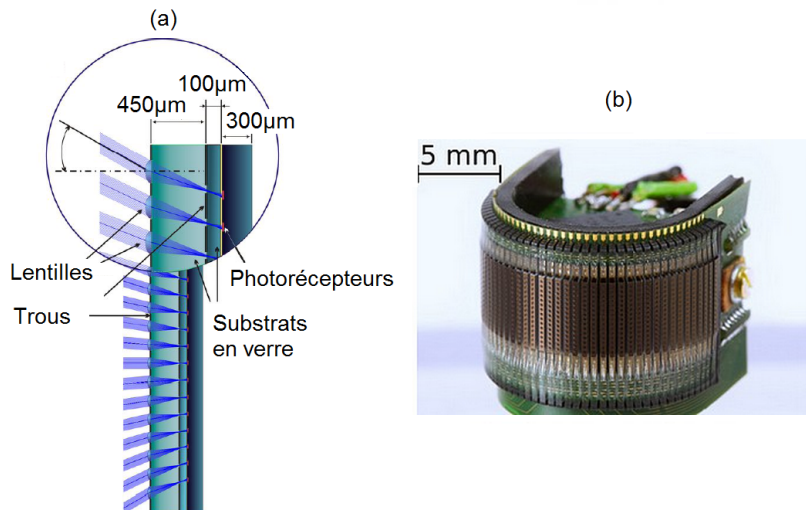 (a)
100µm
450µm
300µm
Lentilles
Photorécepteurs
Trous
Substrats
en verre
(b)
5 mm